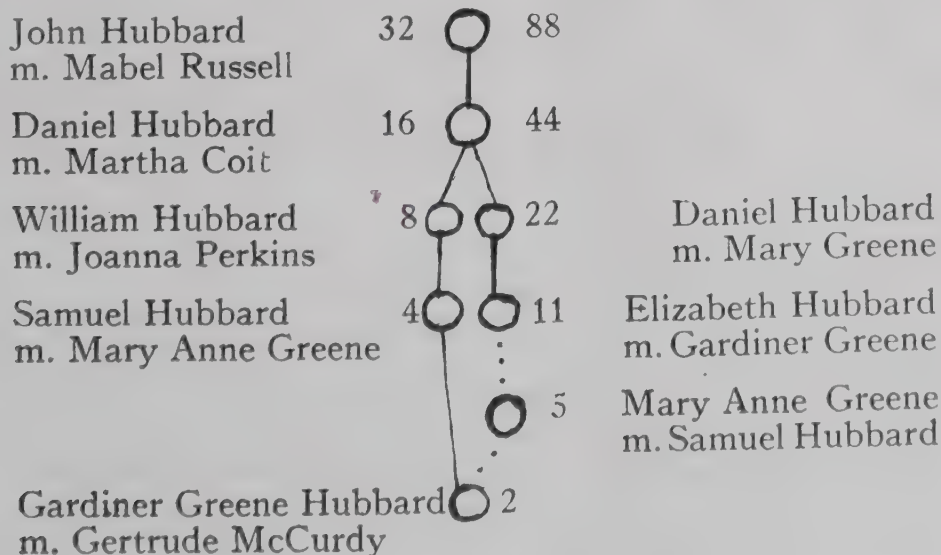 John Hubbard 32 88
m. Mabel Russell
Daniel Hubbard 16 44
m. Martha Coit
William Hubbard 8 22 Daniel Hubbard
m. Joanna Perkins m. Mary Greene
Samuel Hubbard 4 11 Elizabeth Hubbard
m. Mary Anne Greene m. Gardiner Greene
5 Mary Anne Greene
m. Samuel Hubbard
Gardiner Greene Hubbard 2
m. Gertrude McCurdy